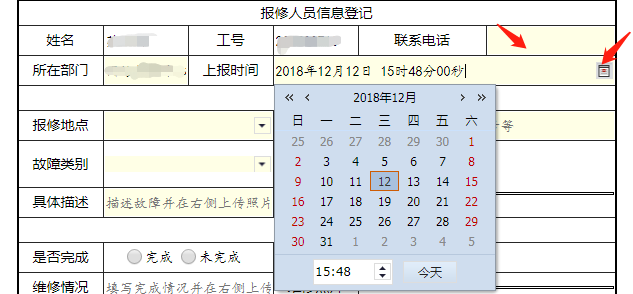 报修人员信息登记
姓名 工号 联系电话
所在部门 上报时间 2018年12月12日 15时48分00秒
2018年12月
日 一 二 三 四 五 六
报修地点 等
25 26 27 28 29 30 1
2 3 4 5 6 7 8
故障类别
9 10 11 12 13 14 15
16 17 18 19 20 21 22
具体描述 描述故障并在右侧上传照片
23 24 25 26 27 28 29
30 31 1 2 3 4 5
是否完成 完成 未完成
15:48 今天
维修情况 填写完成情况并在右侧上传